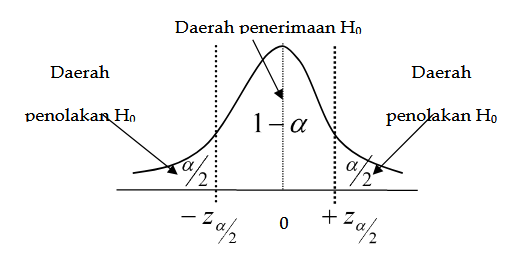 Daerah penerimaan H₀
Daerah
penolakan H₀
Daerah
penolakan H₀
1 − α
α/2
α/2
− z α/2
0
+ z α/2